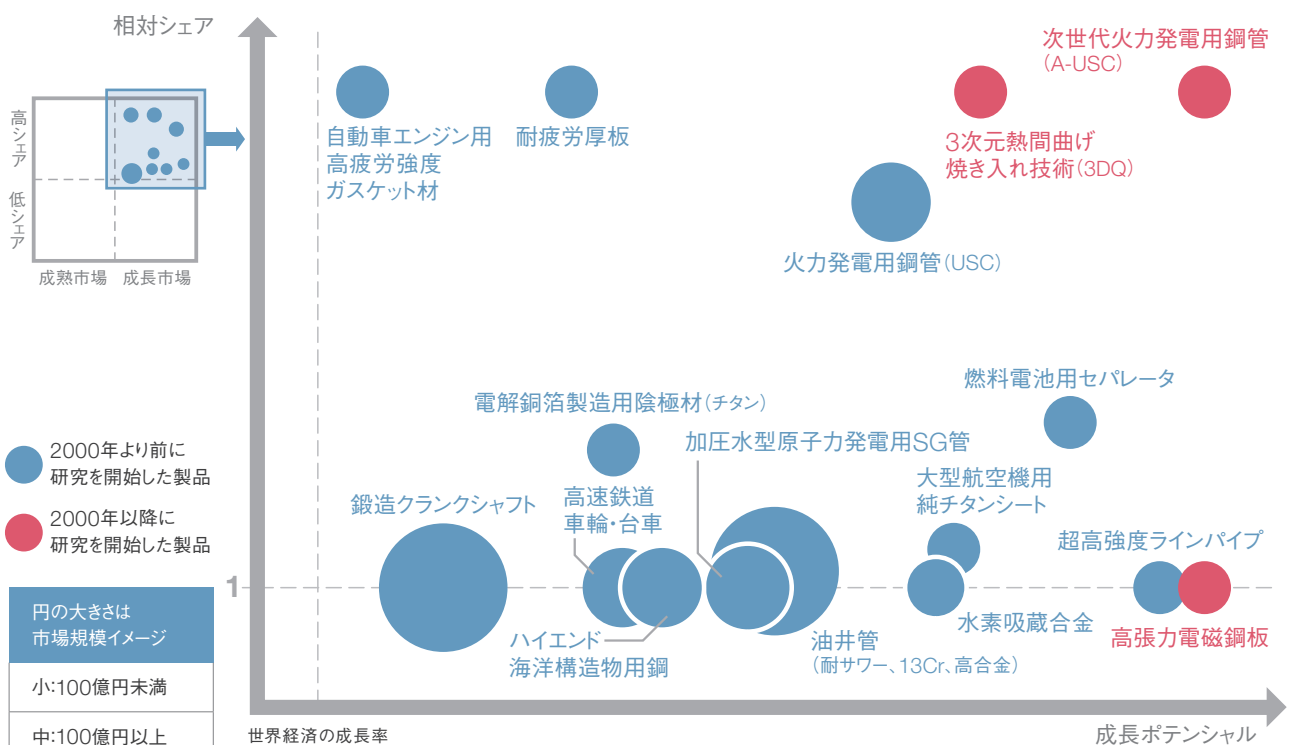 相対シェア
高シェア
低シェア
成熟市場
成長市場
次世代火力発電用鋼管
(A-USC)
自動車エンジン用
高疲労強度
ガスケット材
耐疲労厚板
3次元熱間曲げ
焼き入れ技術(3DQ)
火力発電用鋼管(USC)
燃料電池用セパレータ
電解銅箔製造用陰極材(チタン)
加圧水型原子力発電用SG管
大型航空機用
純チタンシート
高速鉄道
車輪・台車
鍛造クランクシャフト
超高強度ラインパイプ
2000年より前に
研究を開始した製品
2000年以降に
研究を開始した製品
1
ハイエンド
海洋構造物用鋼
油井管
(耐サワー、13Cr、高合金)
水素吸蔵合金
高張力電磁鋼板
円の大きさは
市場規模イメージ
小:100億円未満
中:100億円以上
世界経済の成長率
成長ポテンシャル